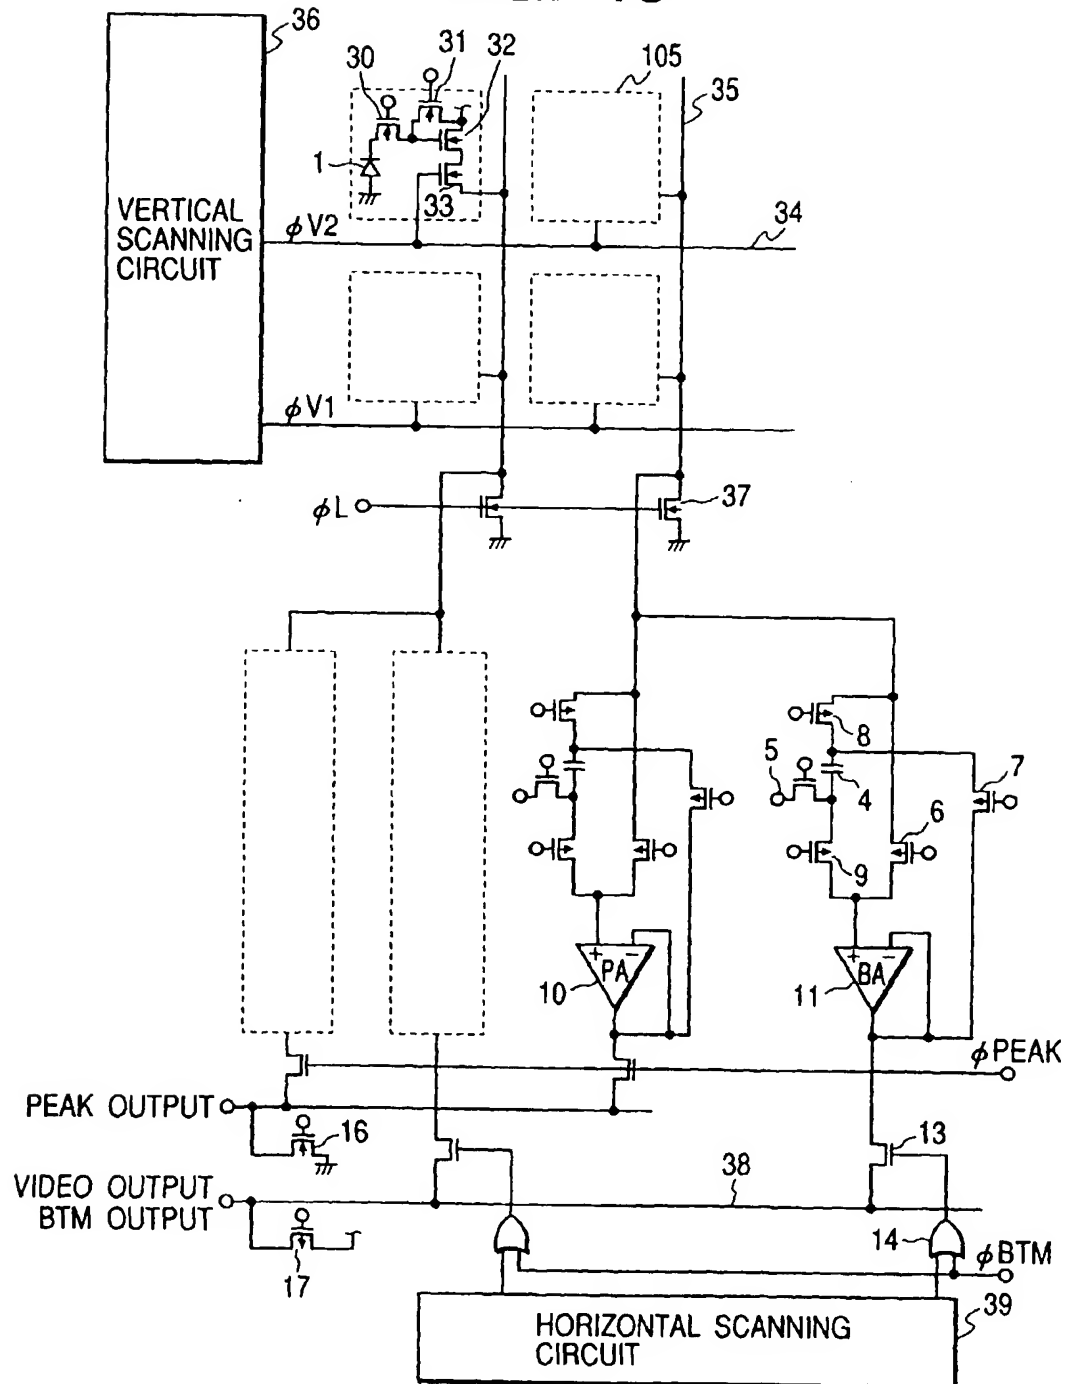 36
30
31
32
105
35
1
33
VERTICAL
SCANNING
CIRCUIT
φV2
34
φV1
φL
37
8
5
4
7
6
9
+ PA −
10
+ BA −
11
φPEAK
PEAK OUTPUT
16
13
VIDEO OUTPUT
BTM OUTPUT
38
17
14
φBTM
39
HORIZONTAL SCANNING
CIRCUIT